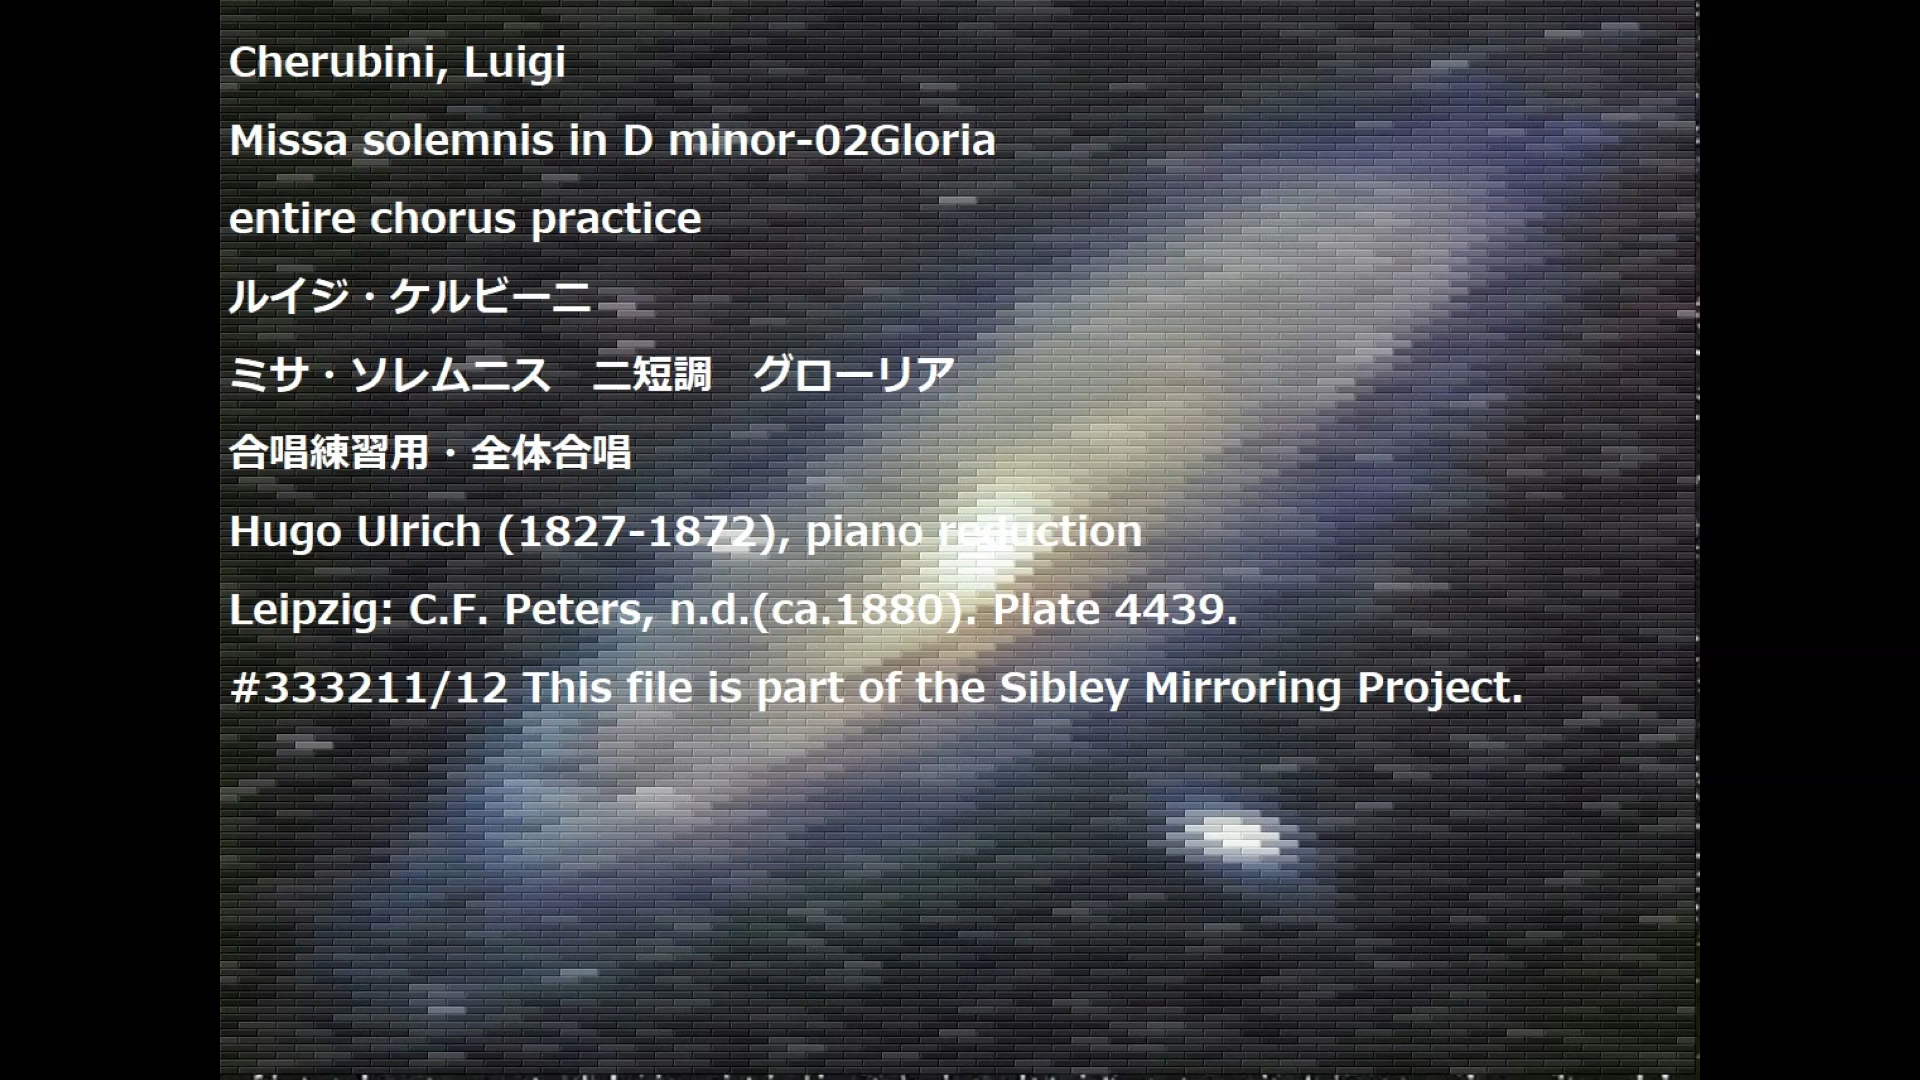 Cherubini, Luigi
Missa solemnis in D minor-02Gloria
entire chorus practice
ルイジ・ケルビーニ
ミサ・ソレムニス　ニ短調　グローリア
合唱練習用・全体合唱
Hugo Ulrich (1827-1872), piano reduction
Leipzig: C.F. Peters, n.d.(ca.1880). Plate 4439.
#333211/12 This file is part of the Sibley Mirroring Project.